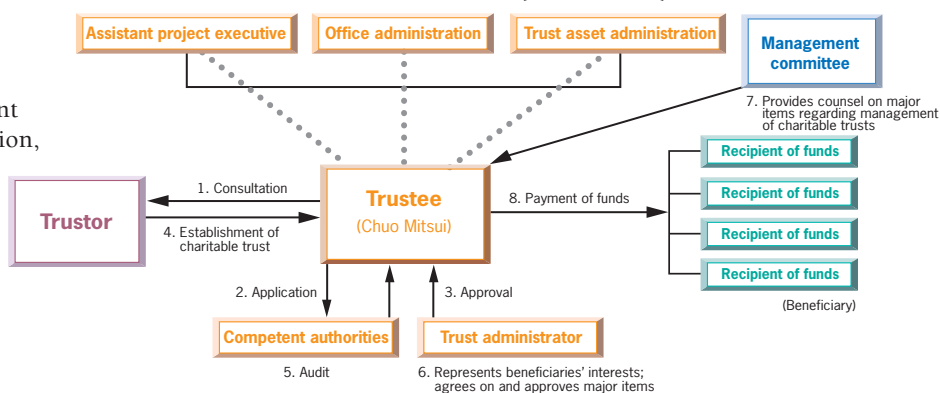 Assistant project executive
Office administration
Trust asset administration
Management
committee
7. Provides counsel on major
items regarding management
of charitable trusts
Trustor
1. Consultation
4. Establishment of
charitable trust
Trustee
(Chuo Mitsui)
8. Payment of funds
Recipient of funds
Recipient of funds
Recipient of funds
Recipient of funds
(Beneficiary)
2. Application
3. Approval
Competent authorities
Trust administrator
5. Audit
6. Represents beneficiaries’ interests;
agrees on and approves major items